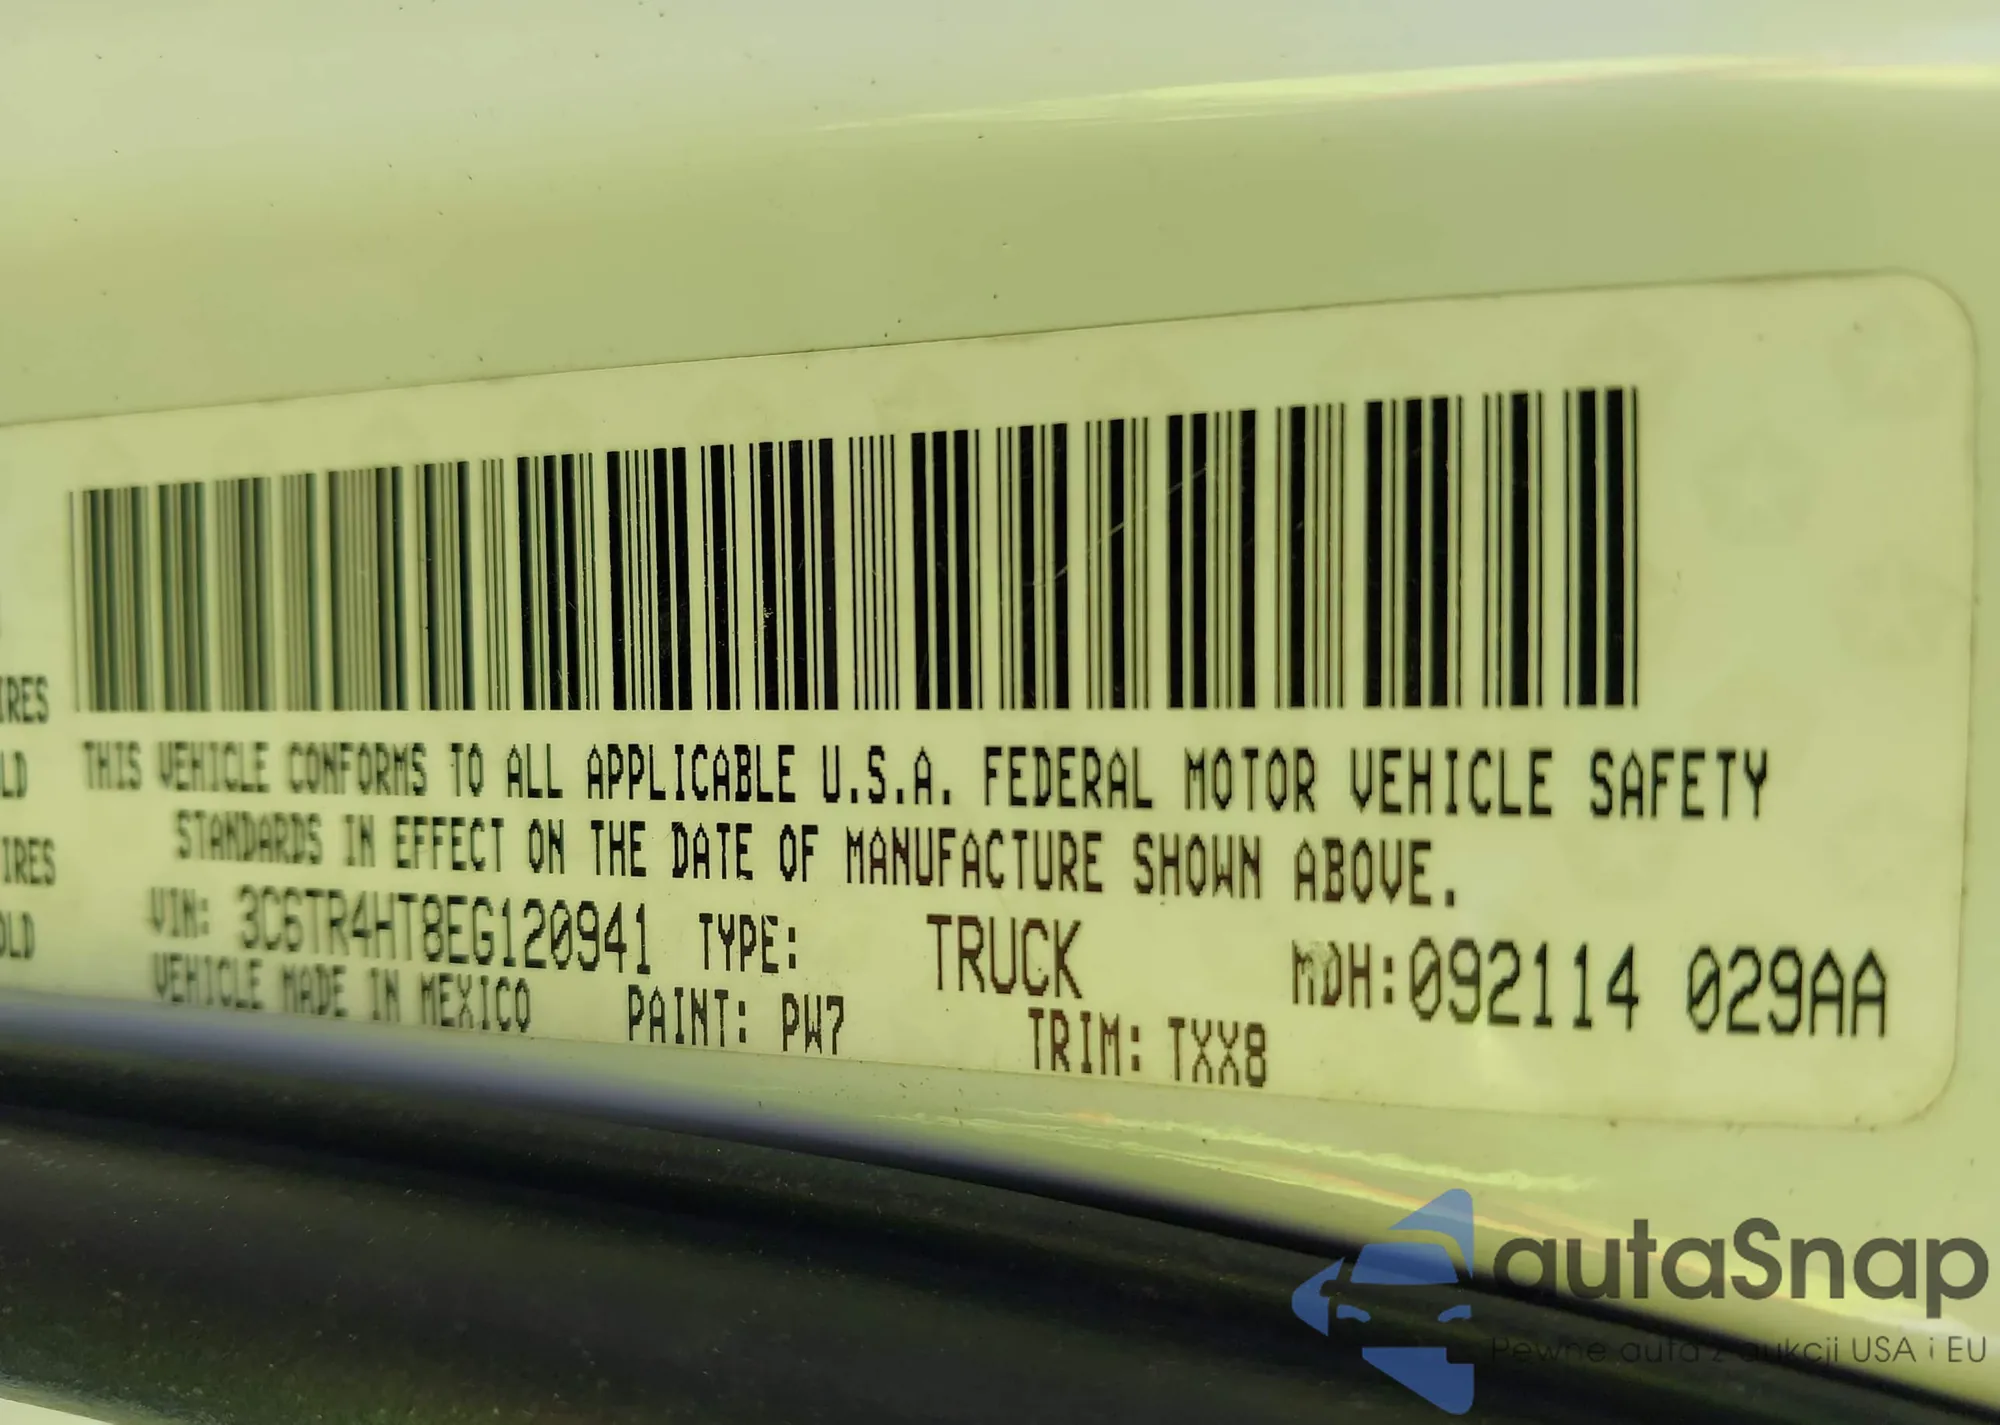 IRES
LD
IRES
OLD
THIS VEHICLE CONFORMS TO ALL APPLICABLE U.S.A. FEDERAL MOTOR VEHICLE SAFETY
STANDARDS IN EFFECT ON THE DATE OF MANUFACTURE SHOWN ABOVE.
VIN: 3C6TR4HT8EG120941 TYPE: TRUCK MDH:092114 029AA
VEHICLE MADE IN MEXICO PAINT: PW7 TRIM: TXX8
autaSnap
Pewne auta z aukcji USA i EU